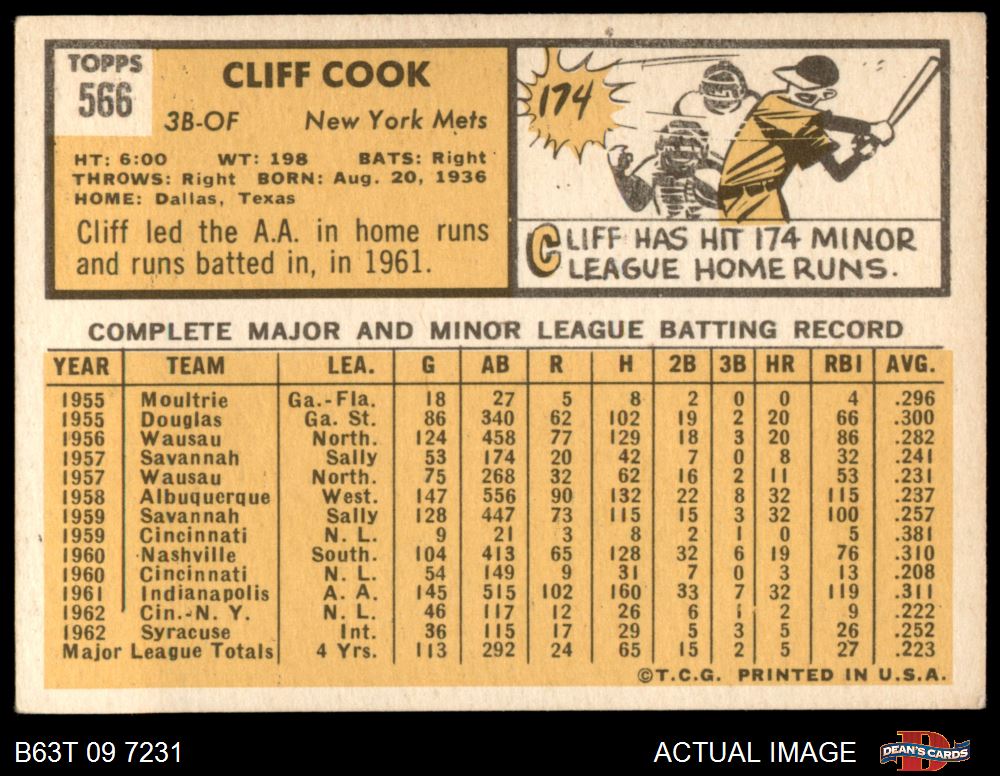 TOPPS
566
CLIFF COOK
3B-OF New York Mets
HT: 6:00 WT: 198 BATS: Right
THROWS: Right BORN: Aug. 20, 1936
HOME: Dallas, Texas
Cliff led the A.A. in home runs
and runs batted in, in 1961.
174
CLIFF HAS HIT 174 MINOR
LEAGUE HOME RUNS.
COMPLETE MAJOR AND MINOR LEAGUE BATTING RECORD
YEAR TEAM LEA. G AB R H 2B 3B HR RBI AVG.
1955 Moultrie Ga.-Fla. 18 27 5 8 2 0 0 4 .296
1955 Douglas Ga. St. 86 340 62 102 19 2 20 66 .300
1956 Wausau North. 124 458 77 129 18 3 20 86 .282
1957 Savannah Sally 53 174 20 42 7 0 8 32 .241
1957 Wausau North. 75 268 32 62 16 2 11 53 .231
1958 Albuquerque West. 147 556 90 132 22 8 32 115 .237
1959 Savannah Sally 128 447 73 115 15 3 32 100 .257
1959 Cincinnati N. L. 9 21 3 8 2 1 0 5 .381
1960 Nashville South. 104 413 65 128 32 6 19 76 .310
1960 Cincinnati N. L. 54 149 9 31 7 0 3 13 .208
1961 Indianapolis A. A. 145 515 102 160 33 7 32 119 .311
1962 Cin.-N. Y. N. L. 46 117 12 26 6 1 2 9 .222
1962 Syracuse Int. 36 115 17 29 5 3 5 26 .252
Major League Totals 4 Yrs. 113 292 24 65 15 2 5 27 .223
©T.C.G. PRINTED IN U.S.A.
B63T 09 7231 ACTUAL IMAGE DEAN'S CARDS